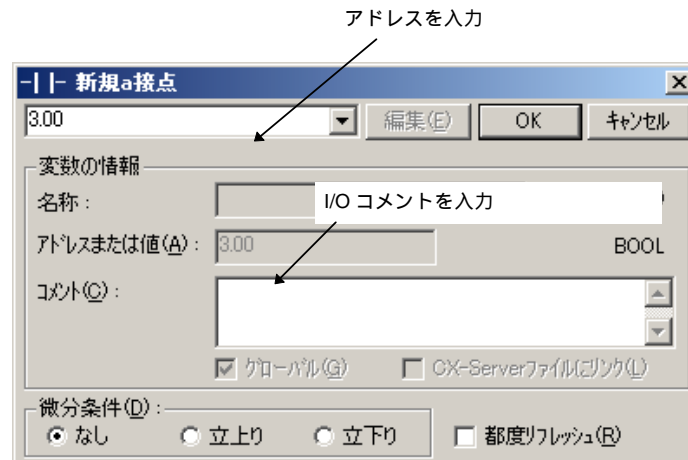 アドレスを入力
-| |- 新規a接点
3.00 編集(E) OK キャンセル
変数の情報
名称:
I/O コメントを入力
アドレスまたは値(A): 3.00 BOOL
コメント(C):
グローバル(G) CX-Serverファイルにリンク(L)
微分条件(D):
なし 立上り 立下り 都度リフレッシュ(R)